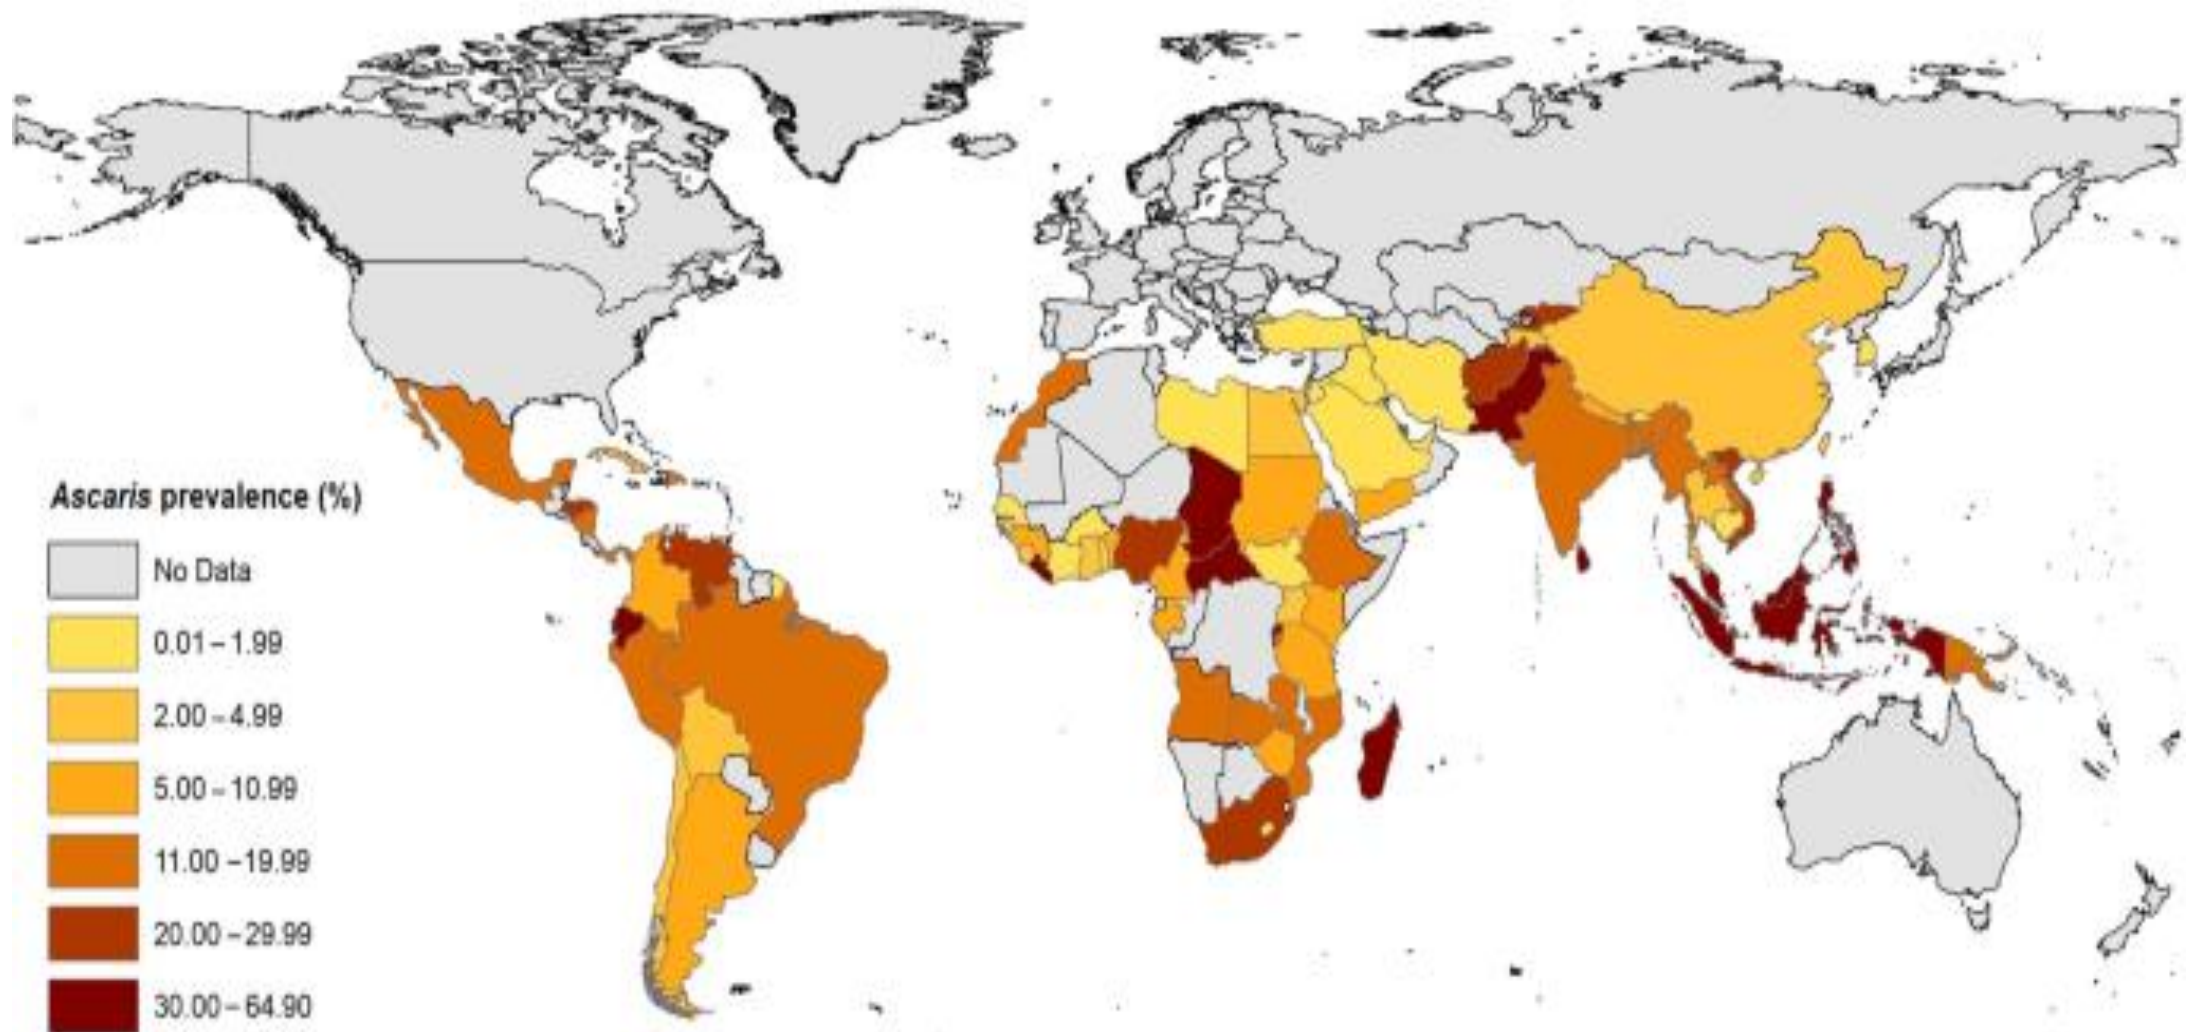 Ascaris prevalence (%)
No Data
0.01 – 1.99
2.00 – 4.99
5.00 – 10.99
11.00 – 19.99
20.00 – 29.99
30.00 – 64.90